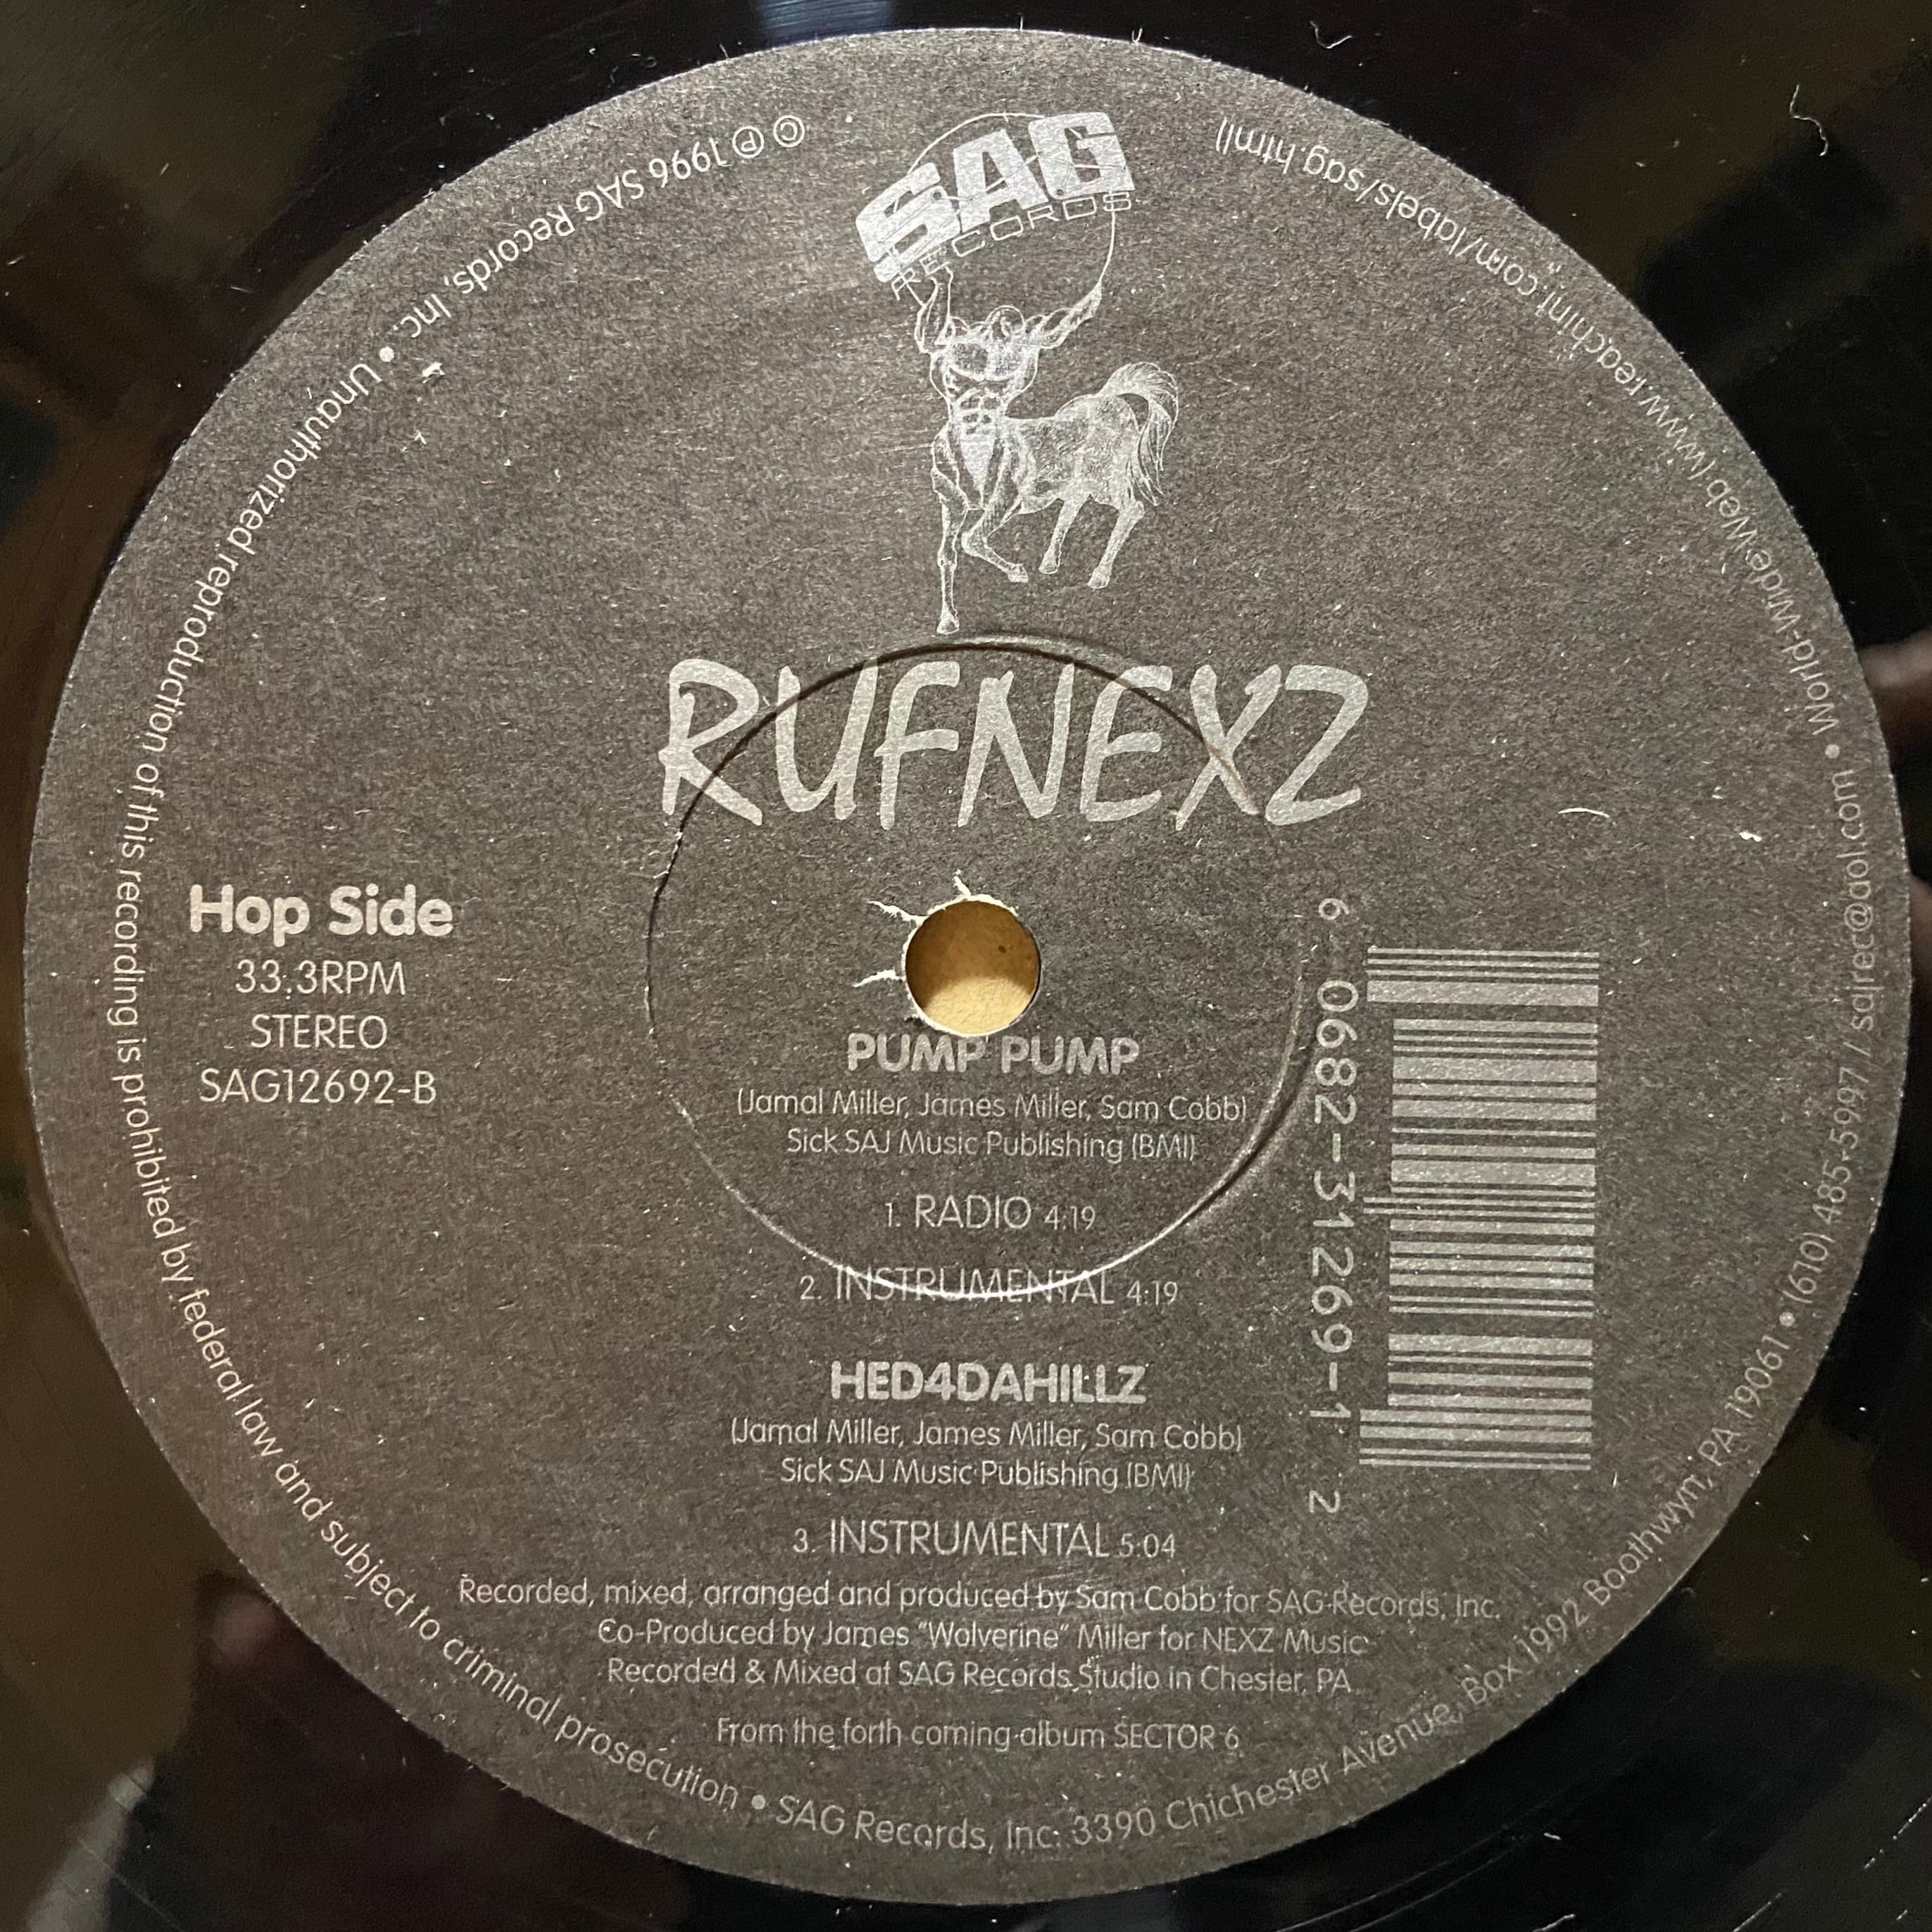 SAG
RECORDS
RUFNEXZ
Hop Side
33.3RPM
STEREO
SAG12692-B
PUMP PUMP
(Jamal Miller, James Miller, Sam Cobb)
Sick SAJ Music Publishing (BMI)
1. RADIO 4:19
2. INSTRUMENTAL 4:19
HED4DAHILLZ
(Jamal Miller, James Miller, Sam Cobb)
Sick SAJ Music Publishing (BMI)
3. INSTRUMENTAL 5:04
Recorded, mixed, arranged and produced by Sam Cobb for SAG Records, Inc.
Co-Produced by James "Wolverine" Miller for NEXZ Music
Recorded & Mixed at SAG Records Studio in Chester, PA
From the forth coming album SECTOR 6
6 0682-31269-1 2
© ℗ 1996 SAG Records, Inc. • Unauthorized reproduction of this recording is prohibited by federal law and subject to criminal prosecution • SAG Records, Inc. 3390 Chichester Avenue, Box 1992 Boothwyn, PA 19061 • (610) 485-5997 / sajrec@aol.com • World-Wide Web (www.teachint.com/labels/sag.html)